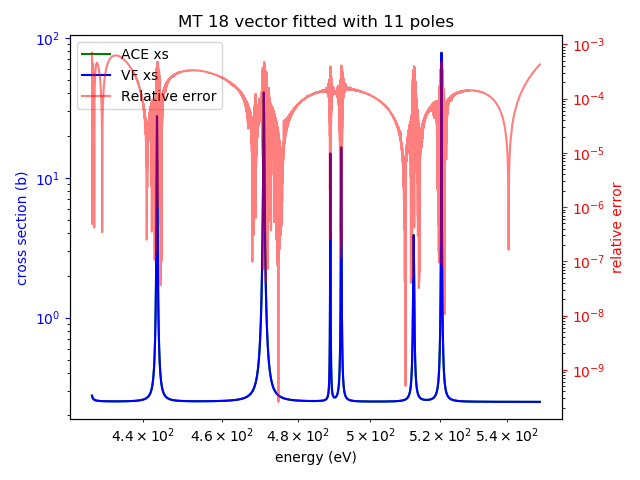 MT 18 vector fitted with 11 poles
ACE xs
VF xs
Relative error
10²
10¹
10⁰
cross section (b)
10⁻³
10⁻⁴
10⁻⁵
10⁻⁶
10⁻⁷
10⁻⁸
10⁻⁹
relative error
4.4 × 10² 4.6 × 10² 4.8 × 10² 5 × 10² 5.2 × 10² 5.4 × 10²
energy (eV)